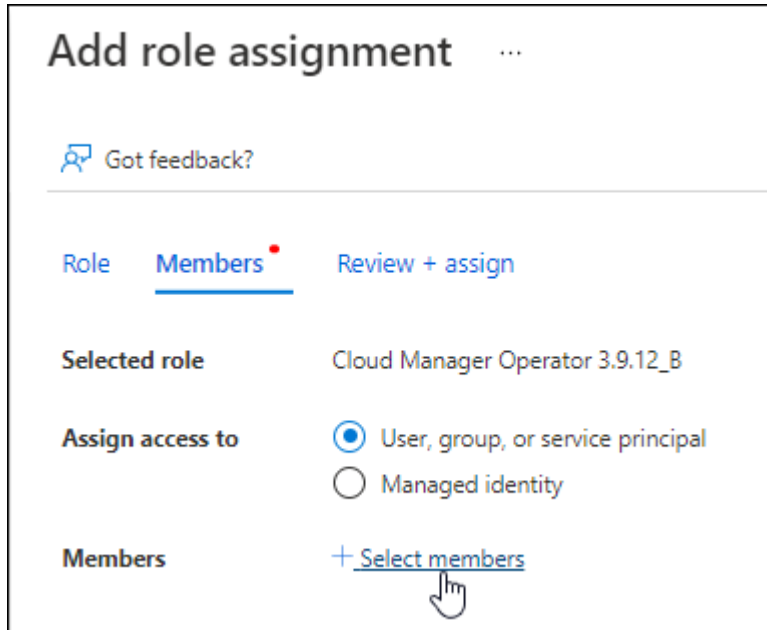 Add role assignment ...
Got feedback?
Role Members Review + assign
Selected role Cloud Manager Operator 3.9.12_B
Assign access to User, group, or service principal
Managed identity
Members + Select members